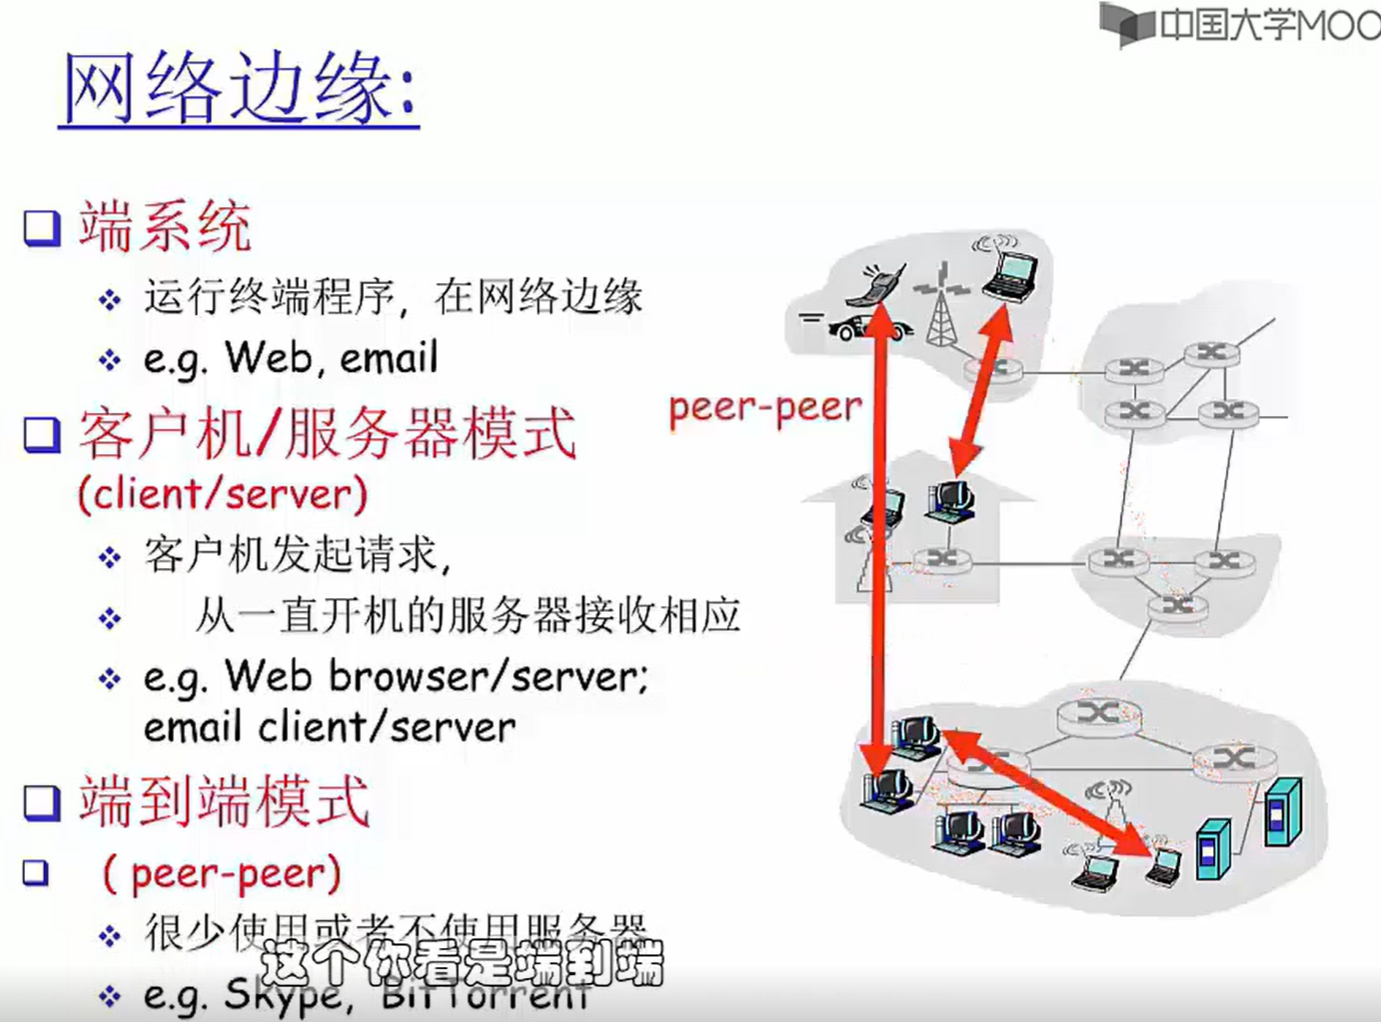 中国大学MOO
网络边缘:
端系统
运行终端程序，在网络边缘
e.g. Web, email
客户机/服务器模式
(client/server)
客户机发起请求,
从一直开机的服务器接收相应
e.g. Web browser/server;
email client/server
端到端模式
( peer-peer)
很少使用或者不使用服务器
e.g. Skype, BitTorrent
peer-peer
这个你看是端到端